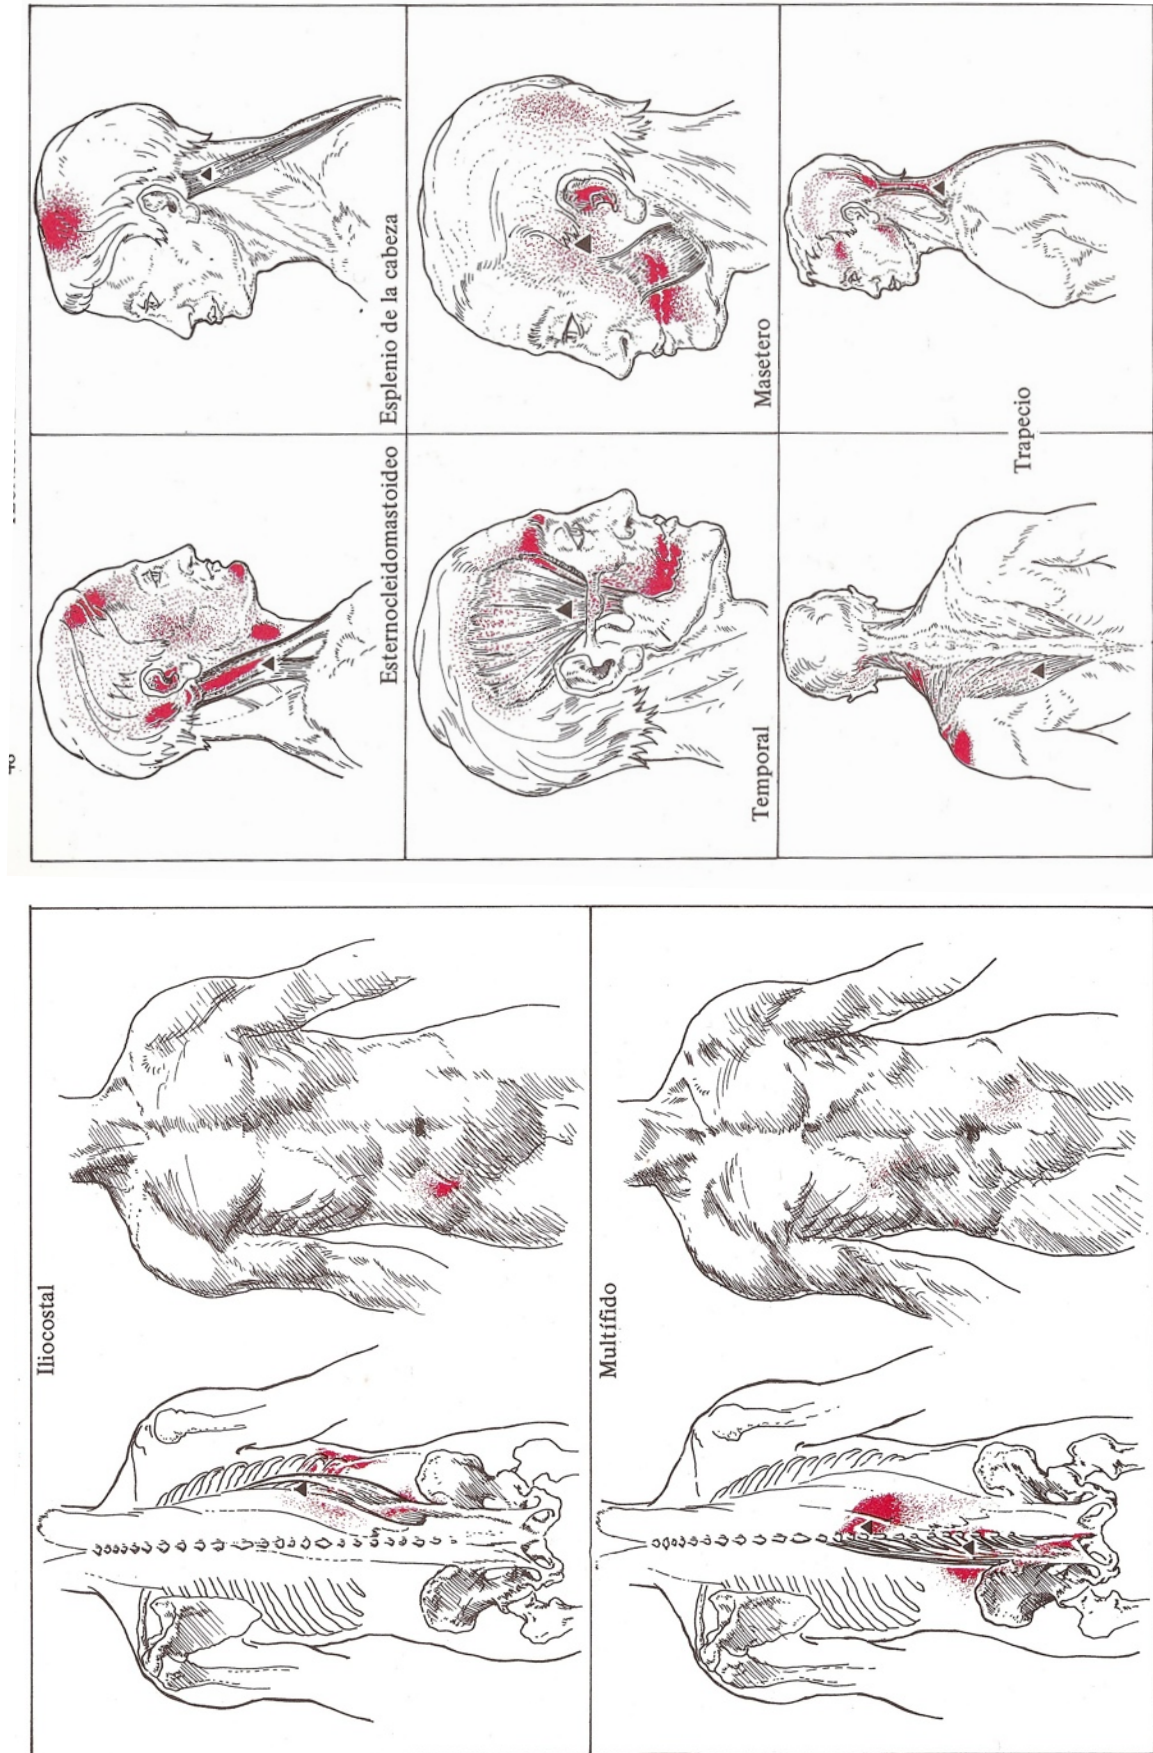 Esternocleidomastoideo
Esplenio de la cabeza
Temporal
Masetero
Trapecio
Iliocostal
Multífido